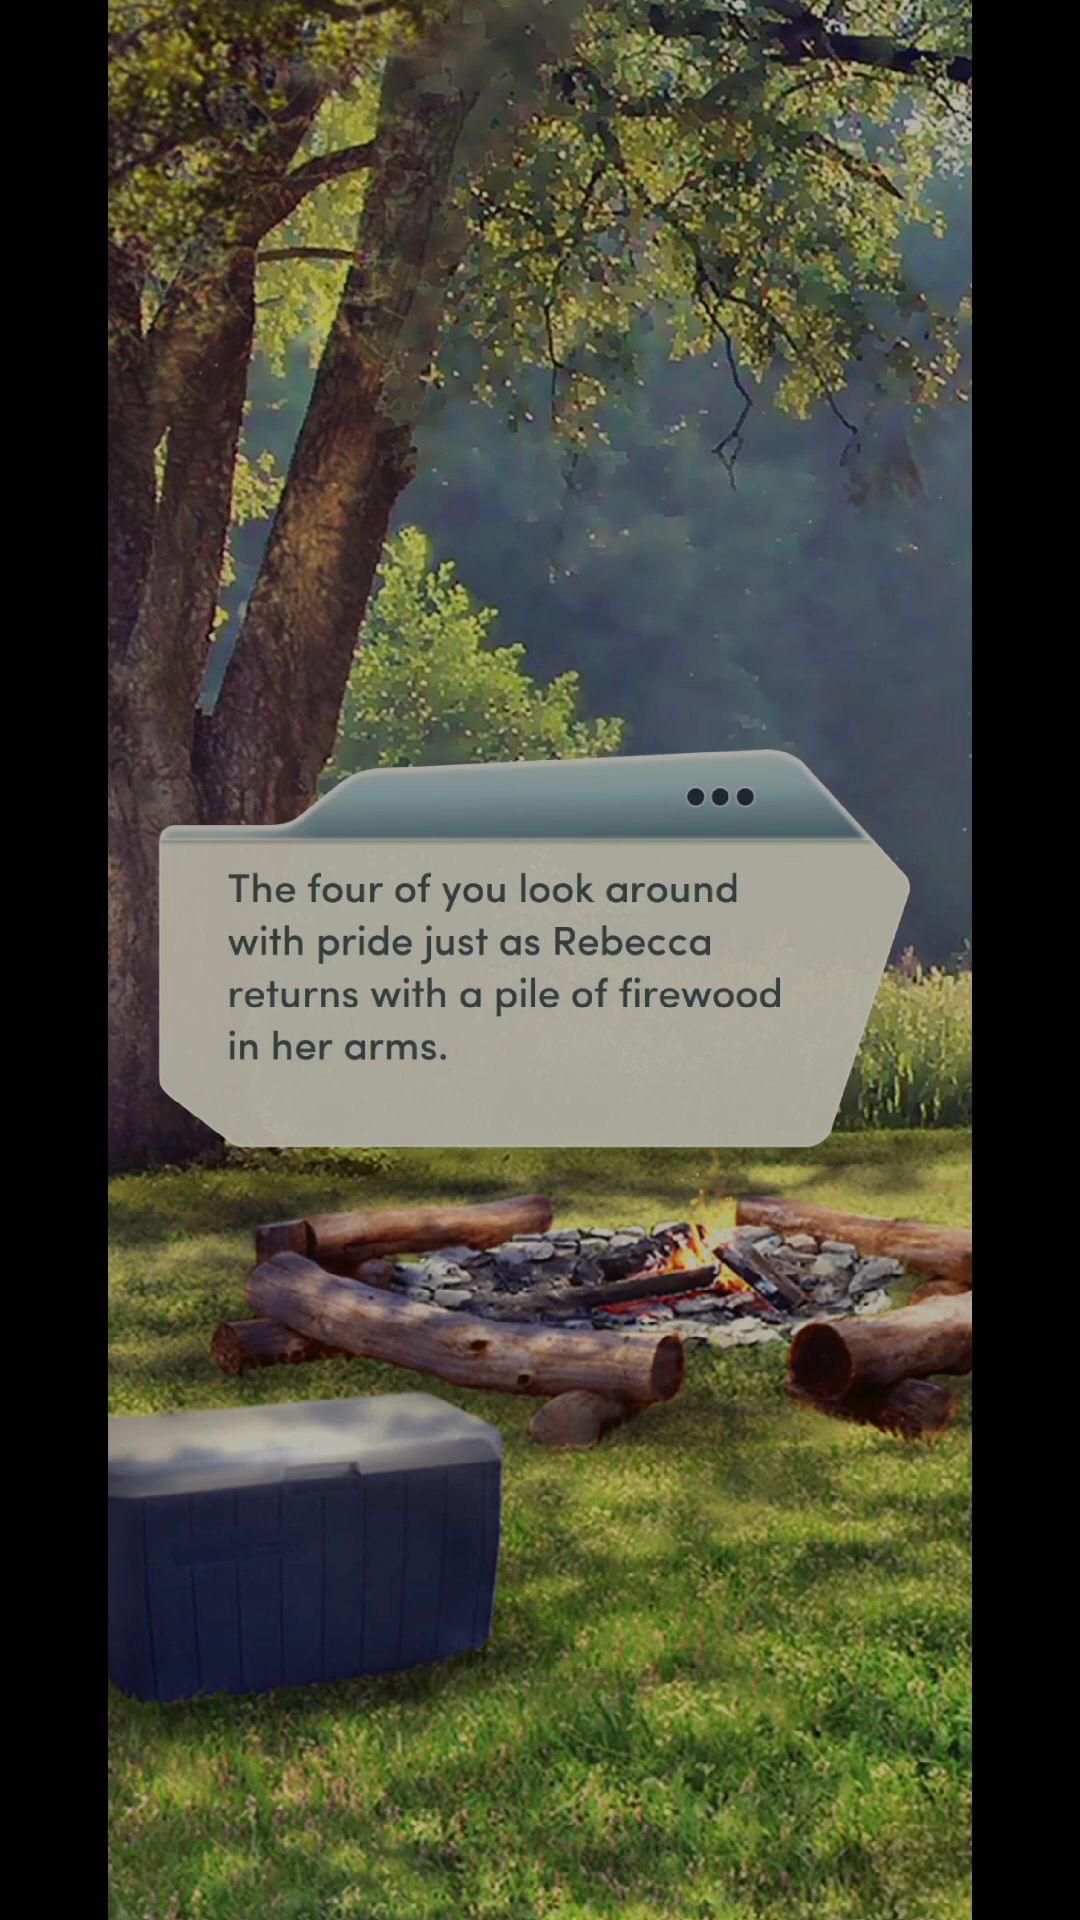 The four of you look around
with pride just as Rebecca
returns with a pile of firewood
in her arms.